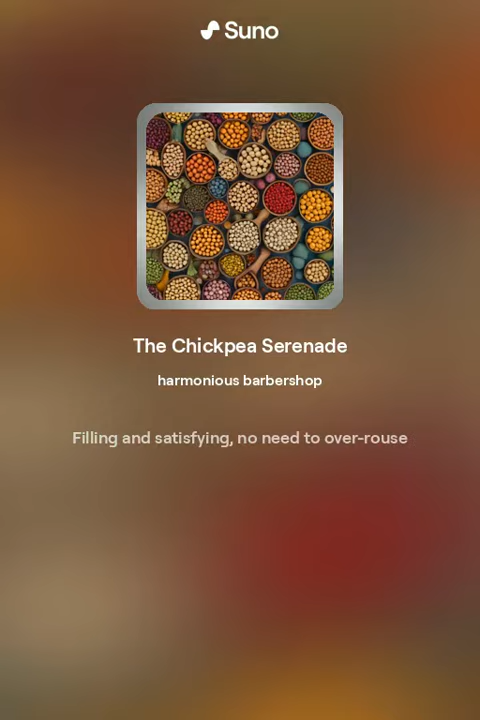 Suno
The Chickpea Serenade
harmonious barbershop
Filling and satisfying, no need to over-rouse